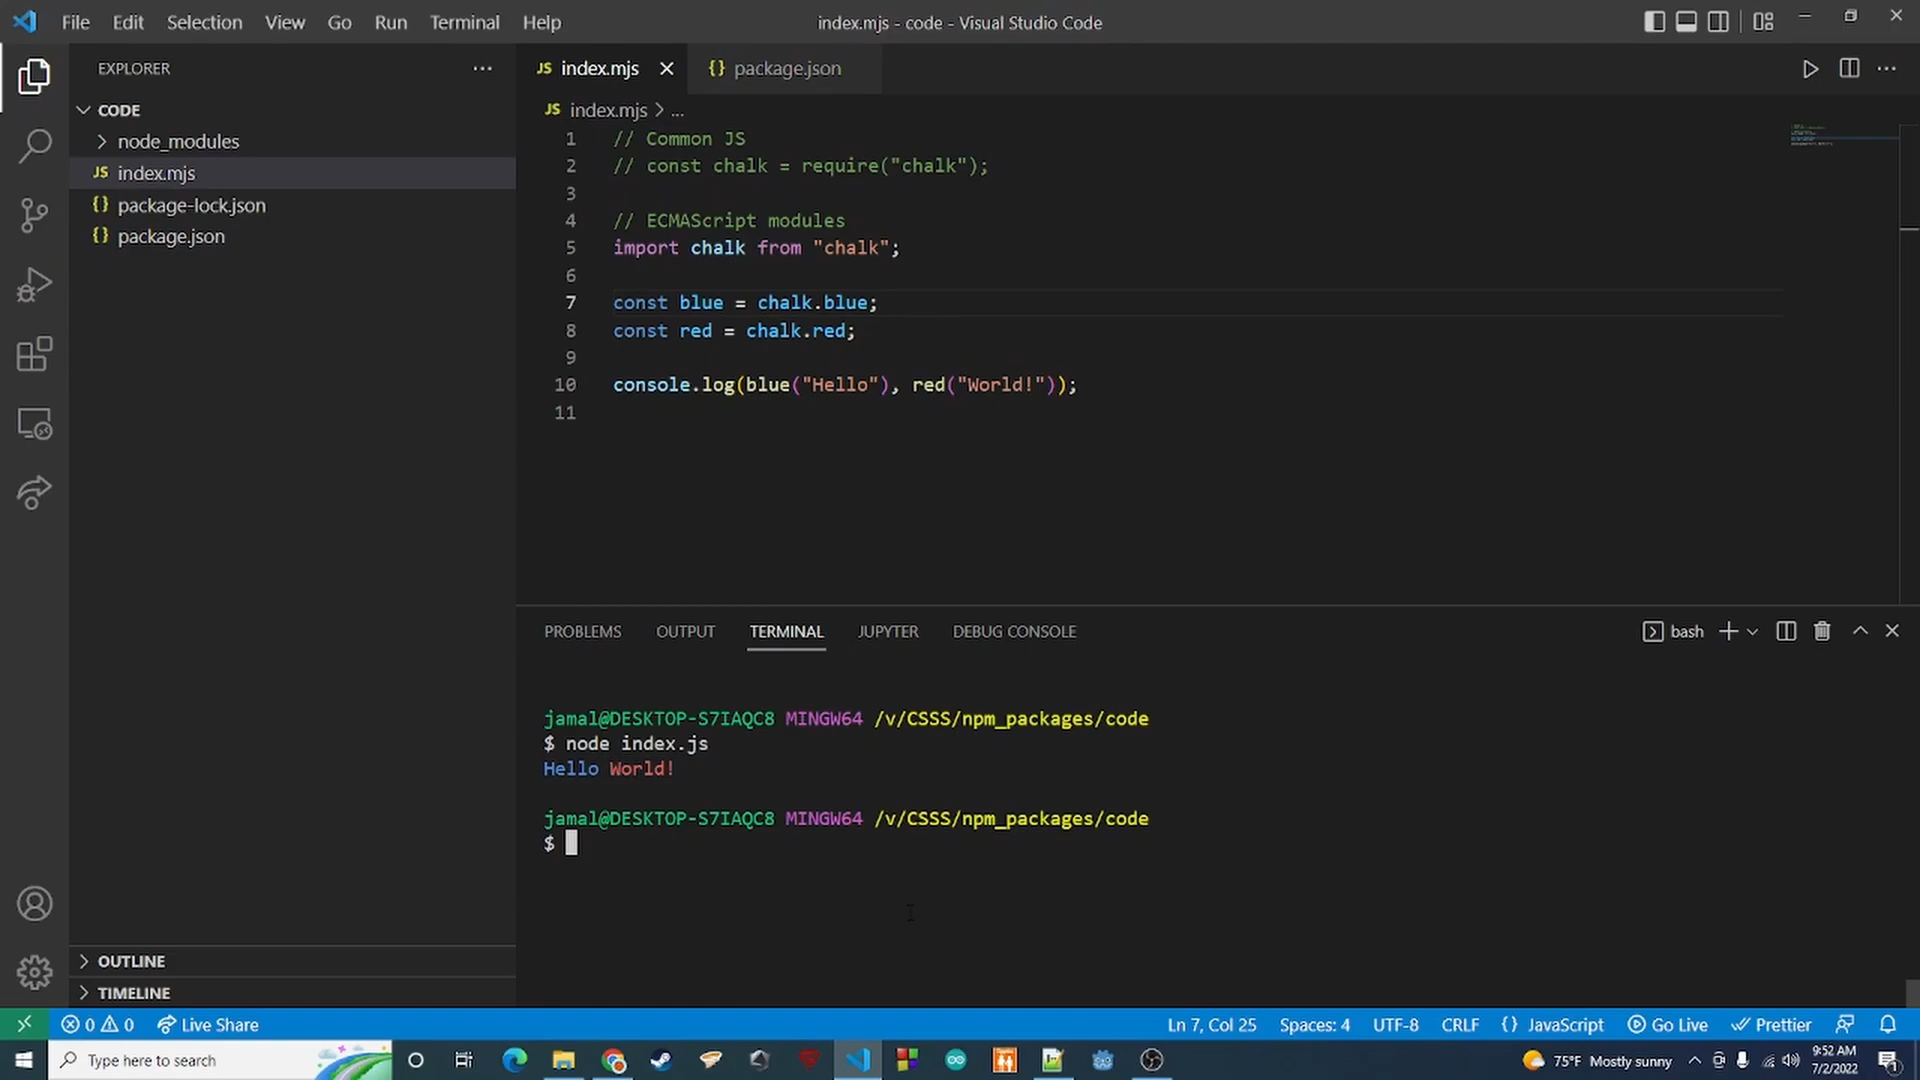 File Edit Selection View Go Run Terminal Help
index.mjs - code - Visual Studio Code
EXPLORER
CODE
node_modules
JS index.mjs
{} package-lock.json
{} package.json
OUTLINE
TIMELINE
JS index.mjs
{} package.json
JS index.mjs > ...
1 // Common JS
2 // const chalk = require("chalk");
3
4 // ECMAScript modules
5 import chalk from "chalk";
6
7 const blue = chalk.blue;
8 const red = chalk.red;
9
10 console.log(blue("Hello"), red("World!"));
11
PROBLEMS OUTPUT TERMINAL JUPYTER DEBUG CONSOLE
bash
jamal@DESKTOP-S7IAQC8 MINGW64 /v/CSSS/npm_packages/code
$ node index.js
Hello World!
jamal@DESKTOP-S7IAQC8 MINGW64 /v/CSSS/npm_packages/code
$
0 0 Live Share
Ln 7, Col 25 Spaces: 4 UTF-8 CRLF {} JavaScript Go Live Prettier
Type here to search
75°F Mostly sunny
9:52 AM
7/2/2022
1